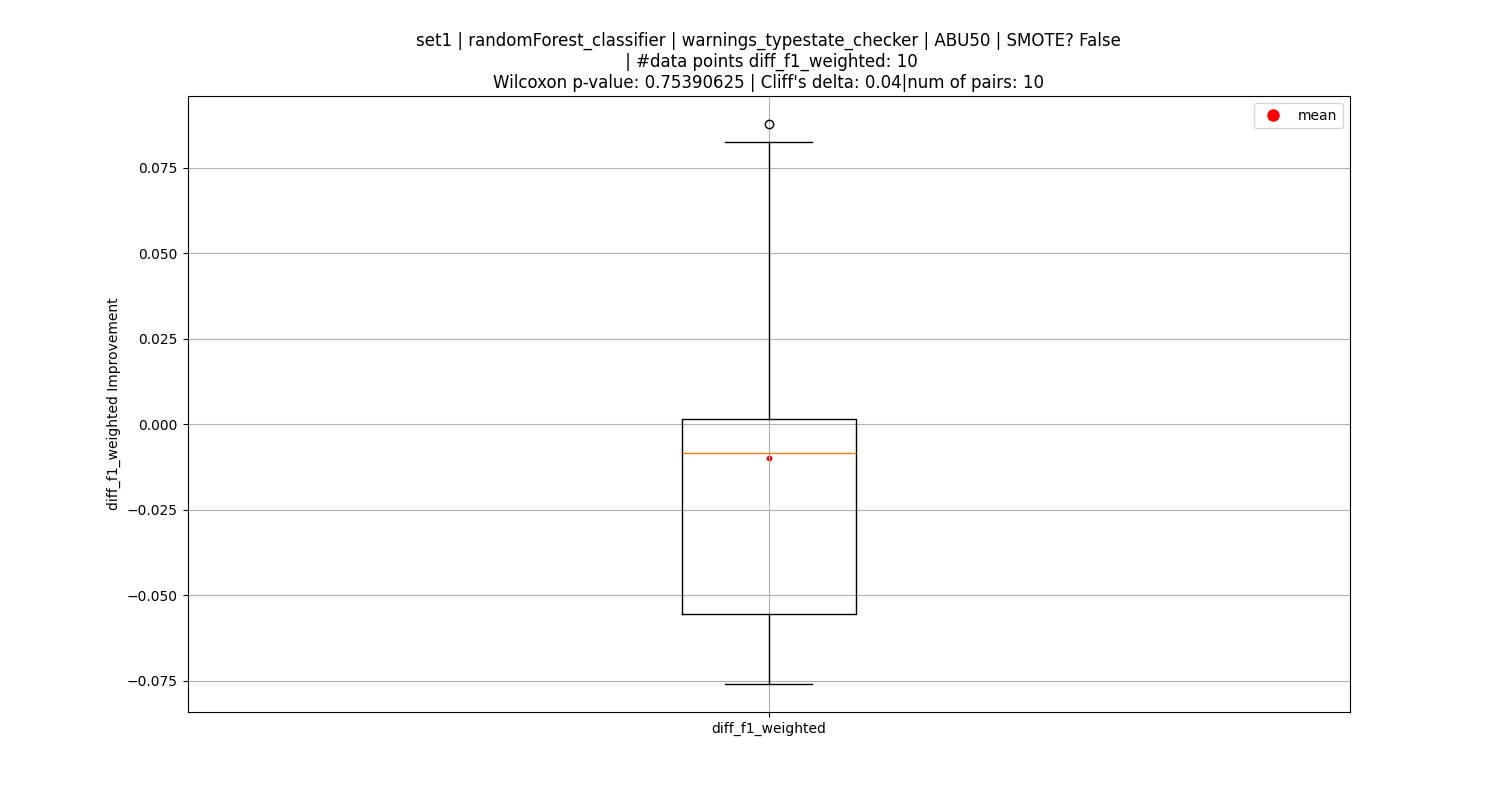 set1 | randomForest_classifier | warnings_typestate_checker | ABU50 | SMOTE? False
| #data points diff_f1_weighted: 10
Wilcoxon p-value: 0.75390625 | Cliff's delta: 0.04|num of pairs: 10
mean
0.075
0.050
0.025
0.000
−0.025
−0.050
−0.075
diff_f1_weighted Improvement
diff_f1_weighted